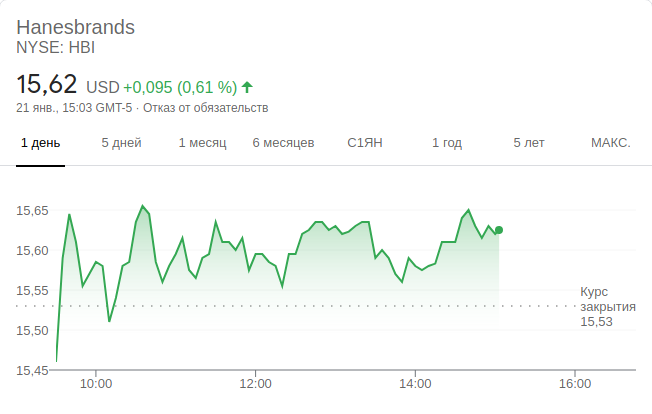 Hanesbrands
NYSE: HBI
15,62 USD +0,095 (0,61 %)
21 янв., 15:03 GMT-5 · Отказ от обязательств
1 день 5 дней 1 месяц 6 месяцев С1ЯН 1 год 5 лет МАКС.
15,65
15,60
15,55
Курс
закрытия
15,53
15,50
15,45
10:00 12:00 14:00 16:00